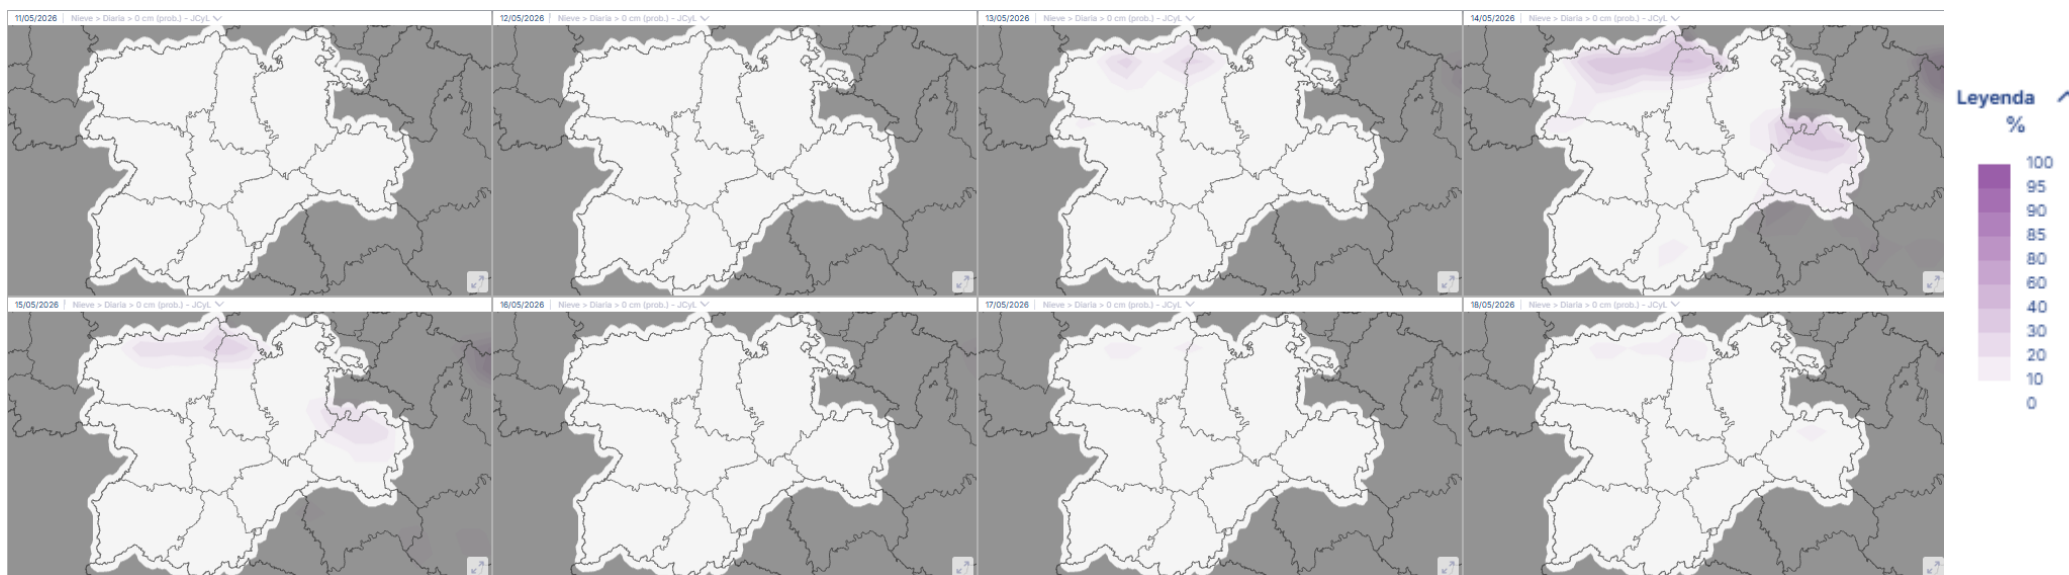 11/05/2026 Nieve > Diaria > 0 cm (prob.) - JCyL
12/05/2026 Nieve > Diaria > 0 cm (prob.) - JCyL
13/05/2026 Nieve > Diaria > 0 cm (prob.) - JCyL
14/05/2026 Nieve > Diaria > 0 cm (prob.) - JCyL
Leyenda
%
100
95
90
85
80
60
40
30
20
10
0
15/05/2026 Nieve > Diaria > 0 cm (prob.) - JCyL
16/05/2026 Nieve > Diaria > 0 cm (prob.) - JCyL
17/05/2026 Nieve > Diaria > 0 cm (prob.) - JCyL
18/05/2026 Nieve > Diaria > 0 cm (prob.) - JCyL